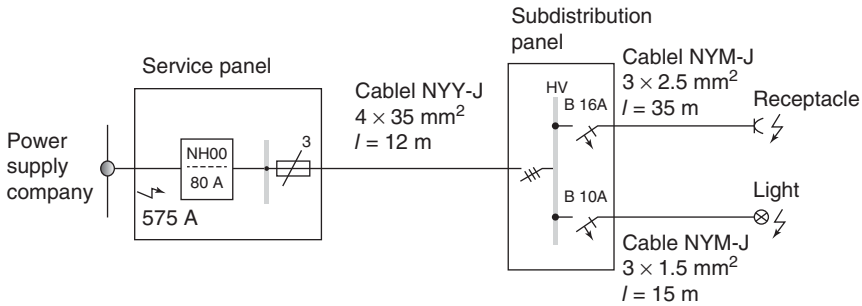 Subdistribution
panel
Service panel
Cablel NYY-J
4 × 35 mm²
l = 12 m
Cablel NYM-J
3 × 2.5 mm²
l = 35 m
Receptacle
HV
B 16A
Power
supply
company
NH00
80 A
3
575 A
B 10A
Light
Cable NYM-J
3 × 1.5 mm²
l = 15 m